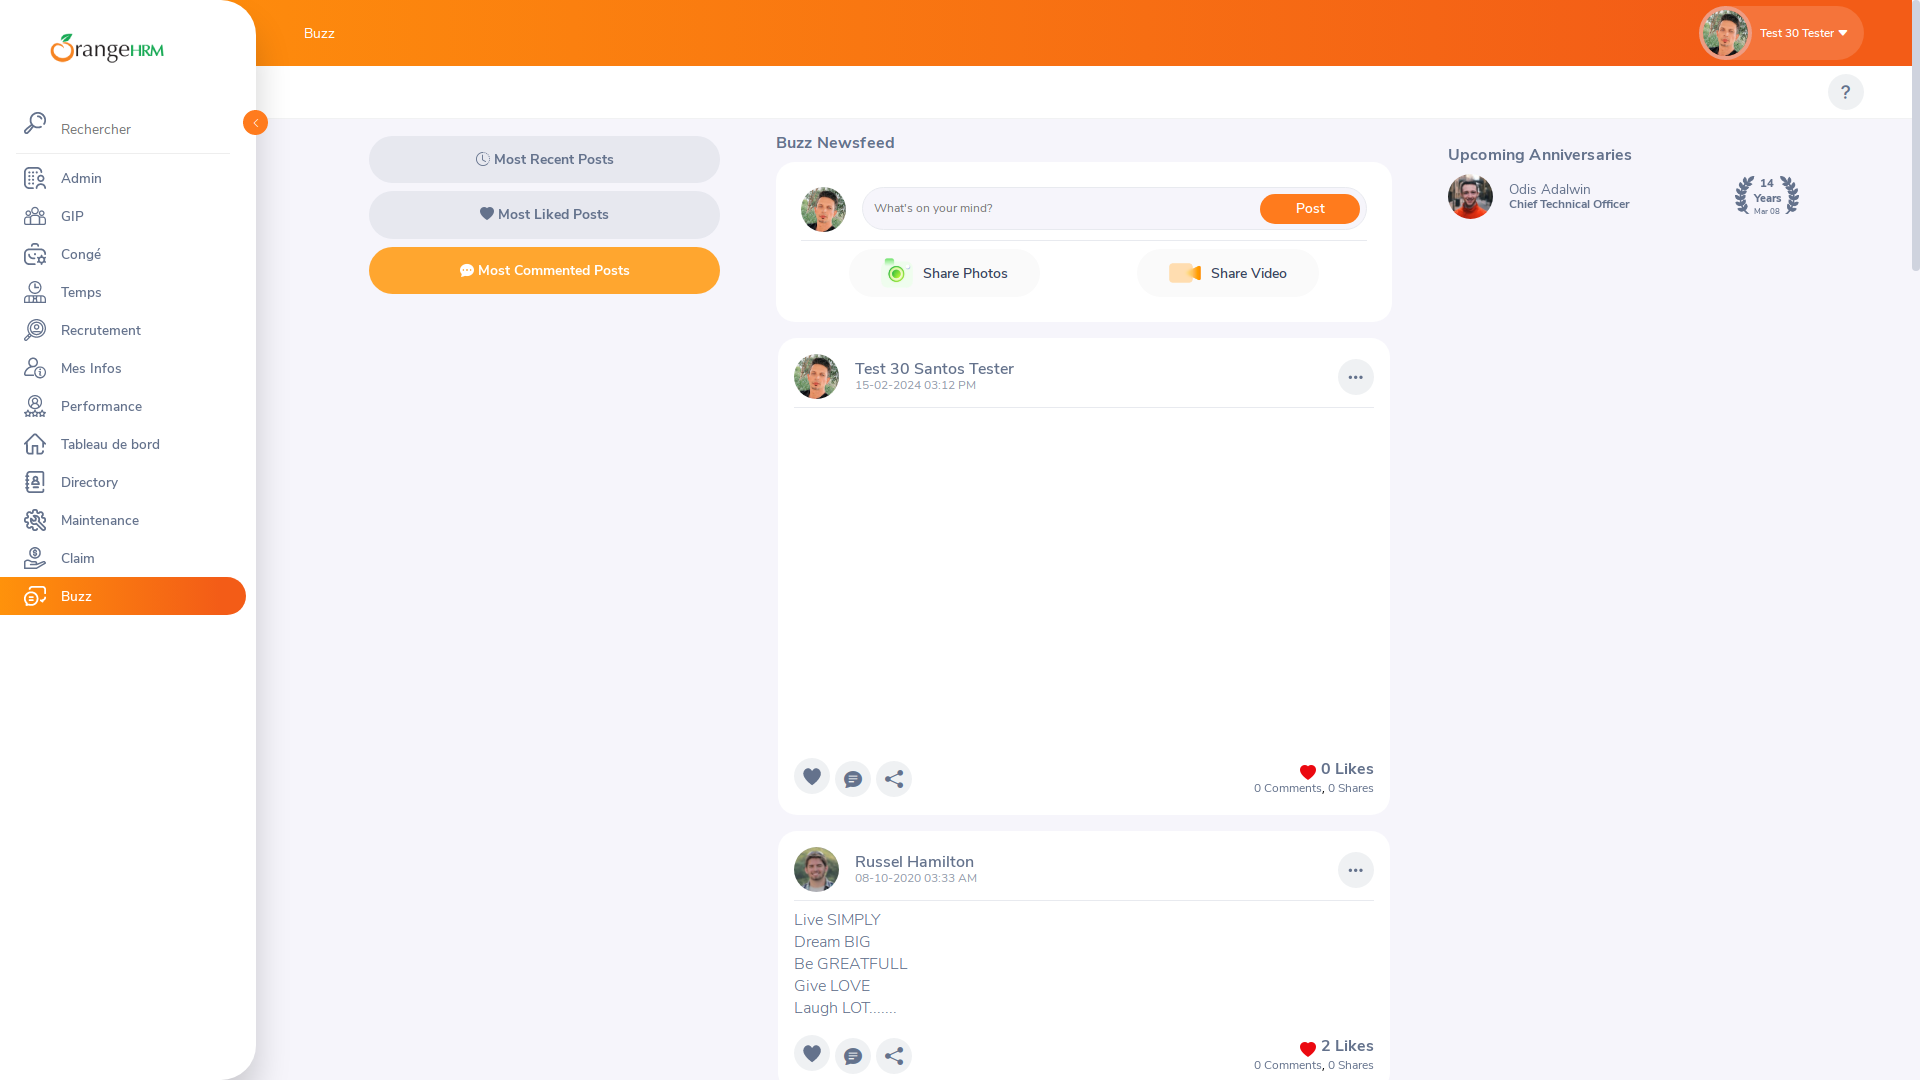 OrangeHRM
Rechercher
Admin
GIP
Congé
Temps
Recrutement
Mes Infos
Performance
Tableau de bord
Directory
Maintenance
Claim
Buzz
Buzz
Test 30 Tester
?
Most Recent Posts
Most Liked Posts
Most Commented Posts
Buzz Newsfeed
What's on your mind?
Post
Share Photos
Share Video
Test 30 Santos Tester
15-02-2024 03:12 PM
0 Likes
0 Comments, 0 Shares
Russel Hamilton
08-10-2020 03:33 AM
Live SIMPLY
Dream BIG
Be GREATFULL
Give LOVE
Laugh LOT.......
2 Likes
0 Comments, 0 Shares
Upcoming Anniversaries
Odis Adalwin
Chief Technical Officer
14
Years
Mar 08